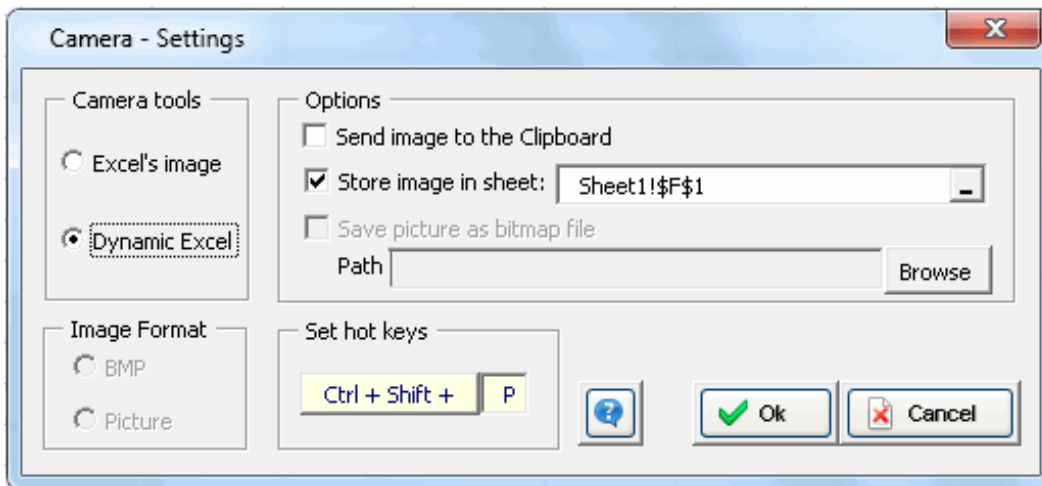 Camera - Settings
Camera tools
Excel's image
Dynamic Excel
Options
Send image to the Clipboard
Store image in sheet: Sheet1!$F$1
Save picture as bitmap file
Path Browse
Image Format
BMP
Picture
Set hot keys
Ctrl + Shift + P
Ok Cancel